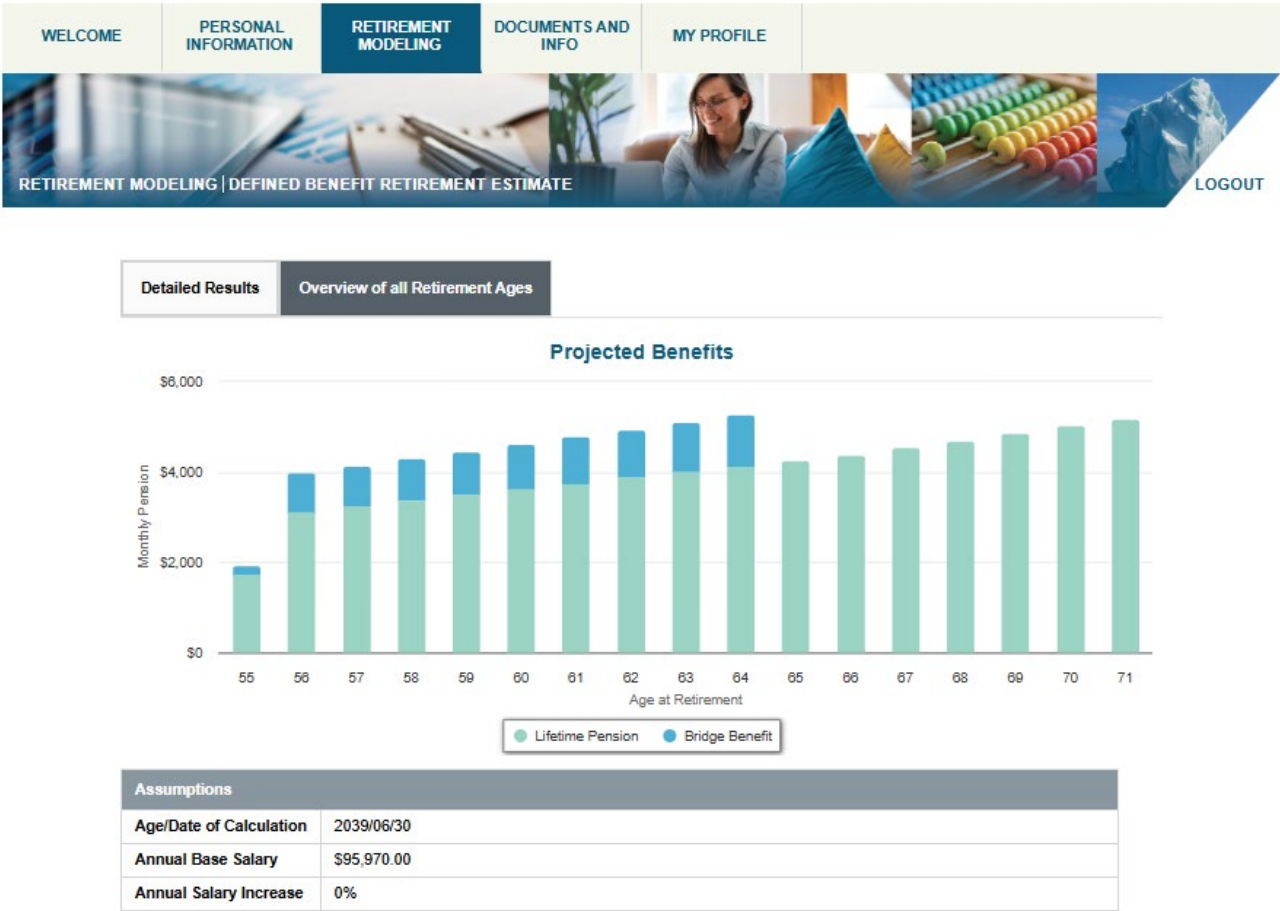 WELCOME
PERSONAL
INFORMATION
RETIREMENT
MODELING
DOCUMENTS AND
INFO
MY PROFILE
RETIREMENT MODELING | DEFINED BENEFIT RETIREMENT ESTIMATE
LOGOUT
Detailed Results
Overview of all Retirement Ages
Projected Benefits
$6,000
$4,000
$2,000
$0
Monthly Pension
55 56 57 58 59 60 61 62 63 64 65 66 67 68 69 70 71
Age at Retirement
Lifetime Pension Bridge Benefit
Assumptions
Age/Date of Calculation 2039/06/30
Annual Base Salary $95,970.00
Annual Salary Increase 0%